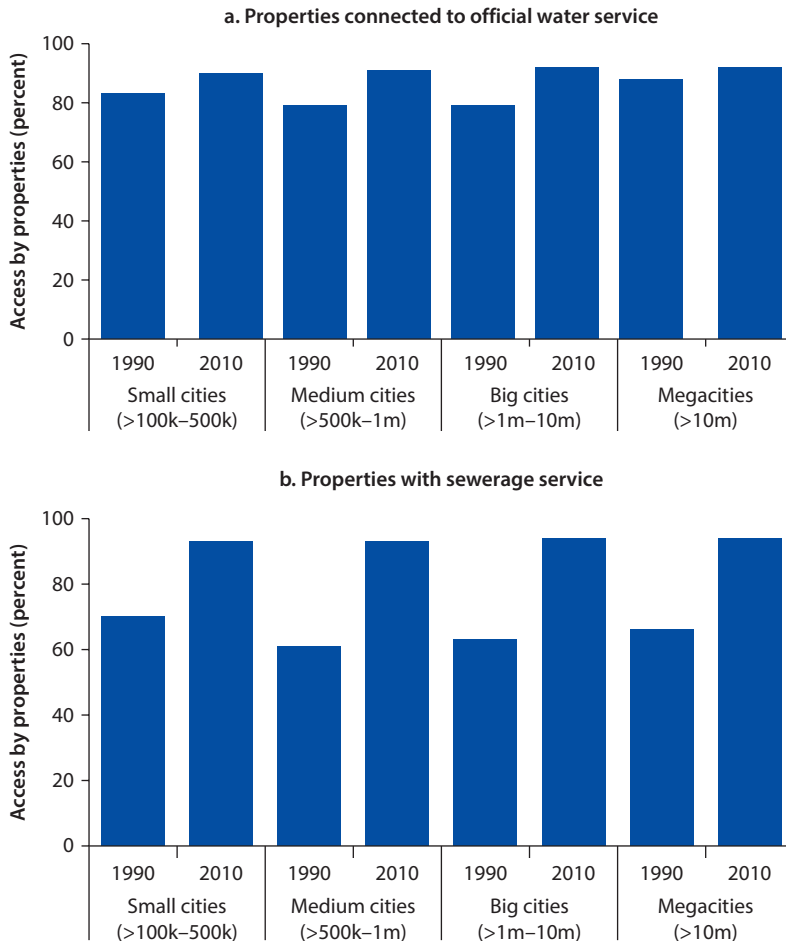 a. Properties connected to official water service
Access by properties (percent)
100
80
60
40
20
0
1990 2010 1990 2010 1990 2010 1990 2010
Small cities Medium cities Big cities Megacities
(>100k–500k) (>500k–1m) (>1m–10m) (>10m)
b. Properties with sewerage service
Access by properties (percent)
100
80
60
40
20
0
1990 2010 1990 2010 1990 2010 1990 2010
Small cities Medium cities Big cities Megacities
(>100k–500k) (>500k–1m) (>1m–10m) (>10m)